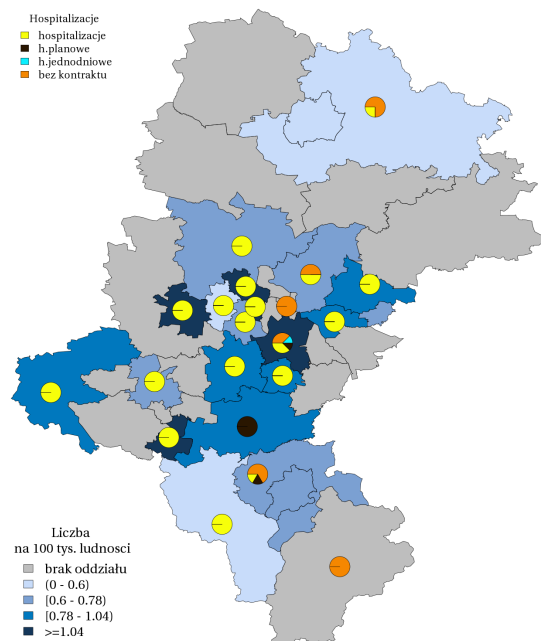 Hospitalizacje
hospitalizacje
h.planowe
h.jednodniowe
bez kontraktu
Liczba
na 100 tys. ludnosci
brak oddziału
(0 - 0.6)
[0.6 - 0.78)
[0.78 - 1.04)
>=1.04